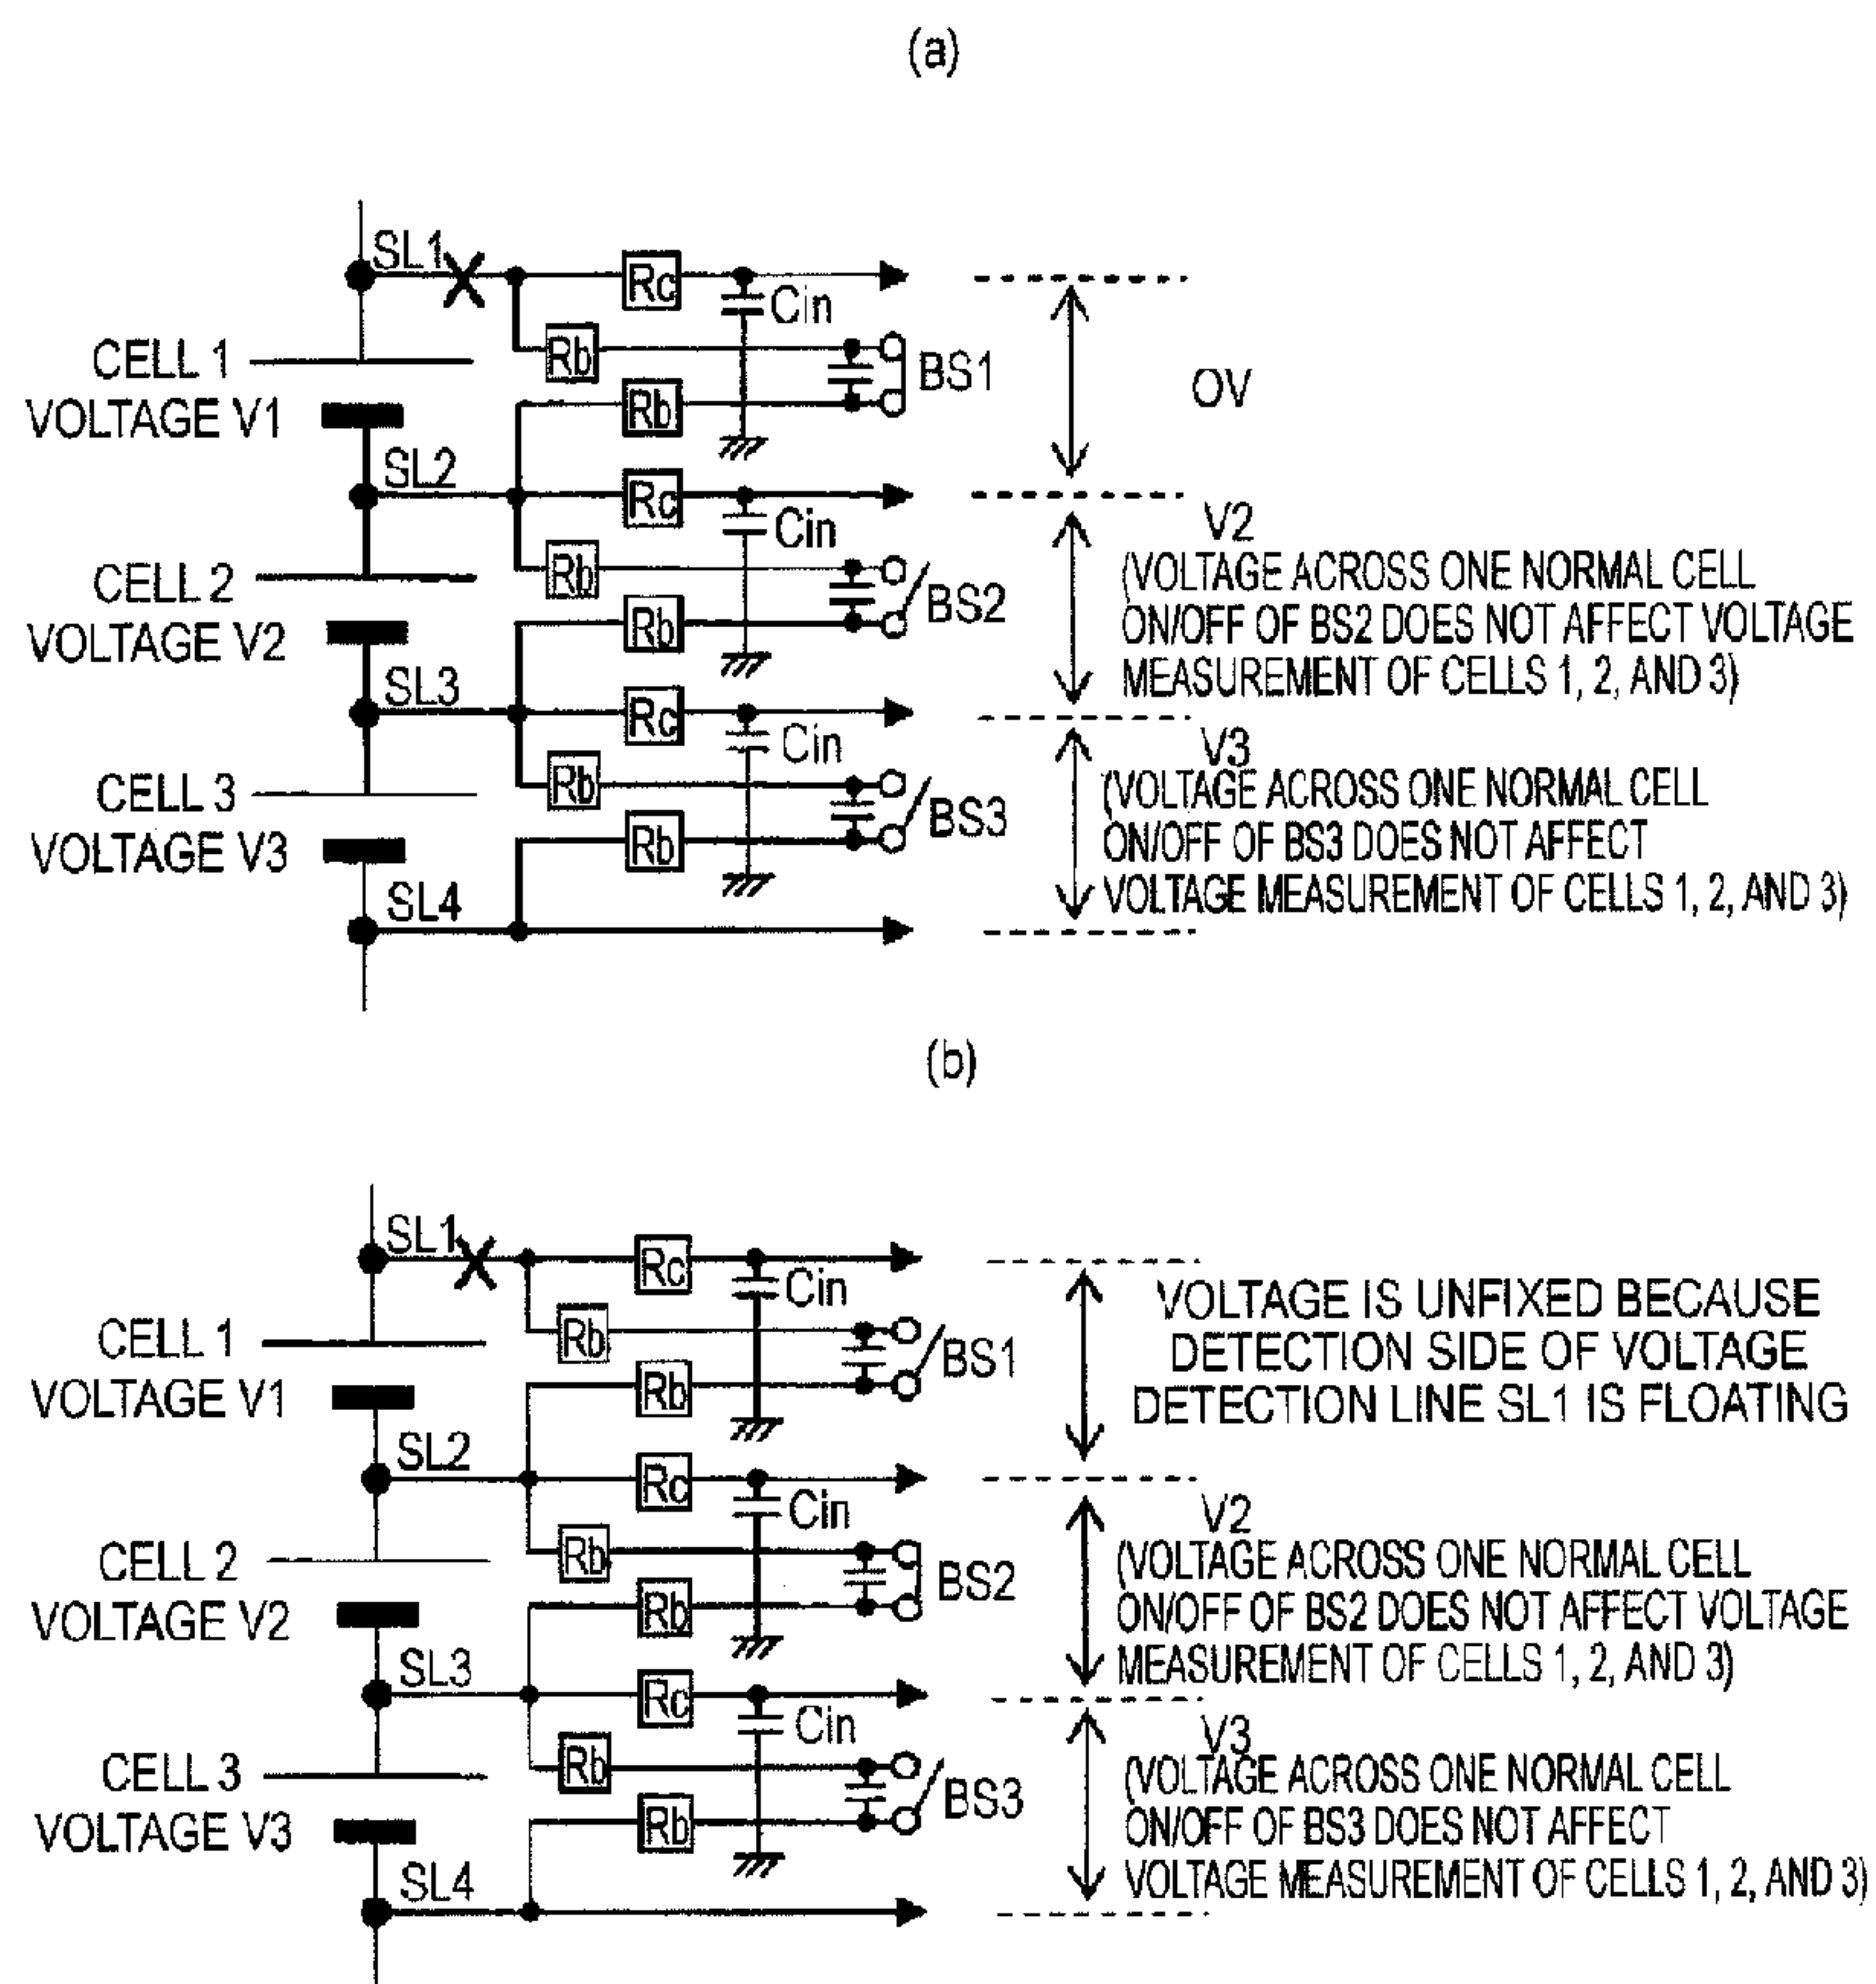 (a)
SL1
Rc
Cin
CELL 1
VOLTAGE V1
Rb
BS1
Rb
0V
SL2
Rc
Cin
V2
(VOLTAGE ACROSS ONE NORMAL CELL
ON/OFF OF BS2 DOES NOT AFFECT VOLTAGE
MEASUREMENT OF CELLS 1, 2, AND 3)
CELL 2
VOLTAGE V2
Rb
BS2
Rb
SL3
Rc
Cin
V3
(VOLTAGE ACROSS ONE NORMAL CELL
ON/OFF OF BS3 DOES NOT AFFECT
VOLTAGE MEASUREMENT OF CELLS 1, 2, AND 3)
CELL 3
VOLTAGE V3
Rb
BS3
Rb
SL4
(b)
SL1
Rc
Cin
CELL 1
VOLTAGE V1
Rb
BS1
Rb
VOLTAGE IS UNFIXED BECAUSE
DETECTION SIDE OF VOLTAGE
DETECTION LINE SL1 IS FLOATING
SL2
Rc
Cin
V2
(VOLTAGE ACROSS ONE NORMAL CELL
ON/OFF OF BS2 DOES NOT AFFECT VOLTAGE
MEASUREMENT OF CELLS 1, 2, AND 3)
CELL 2
VOLTAGE V2
Rb
BS2
Rb
SL3
Rc
Cin
V3
(VOLTAGE ACROSS ONE NORMAL CELL
ON/OFF OF BS3 DOES NOT AFFECT
VOLTAGE MEASUREMENT OF CELLS 1, 2, AND 3)
CELL 3
VOLTAGE V3
Rb
BS3
Rb
SL4